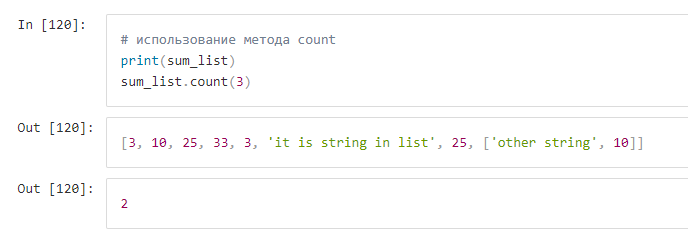 In [120]:
# использование метода count
print(sum_list)
sum_list.count(3)
Out [120]:
[3, 10, 25, 33, 3, 'it is string in list', 25, ['other string', 10]]
Out [120]:
2